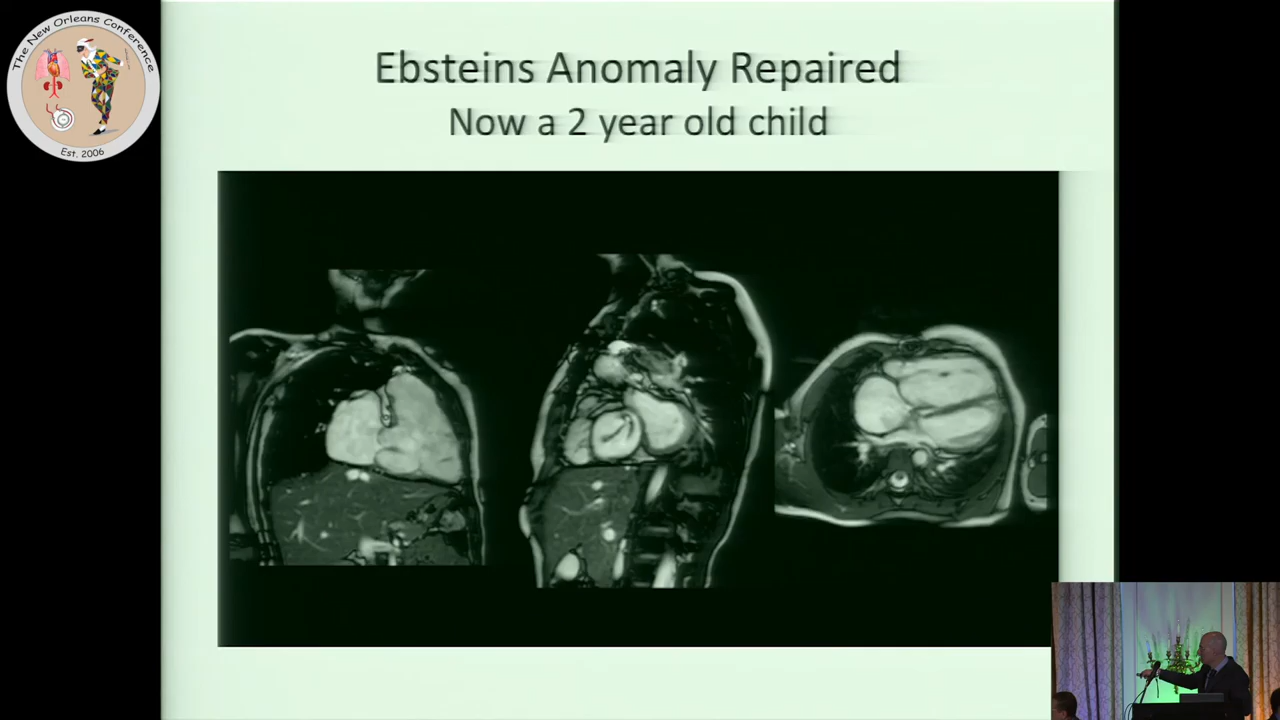 The New Orleans Conference
Est. 2006
Ebsteins Anomaly Repaired
Now a 2 year old child